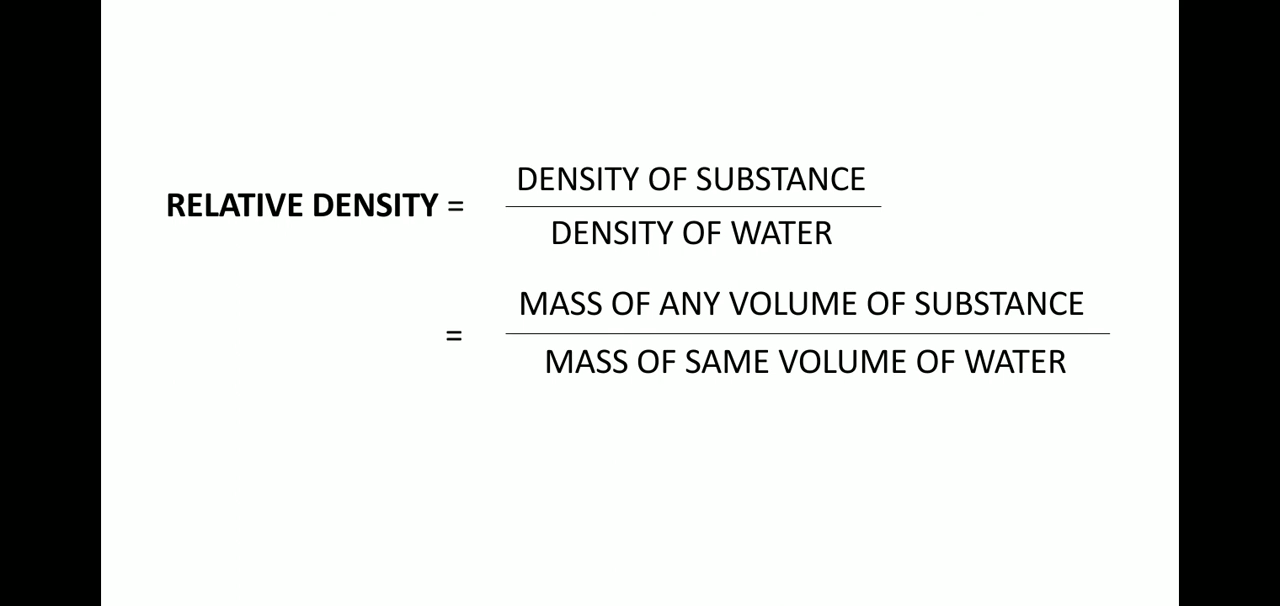 DENSITY OF SUBSTANCE
RELATIVE DENSITY =
DENSITY OF WATER
MASS OF ANY VOLUME OF SUBSTANCE
=
MASS OF SAME VOLUME OF WATER